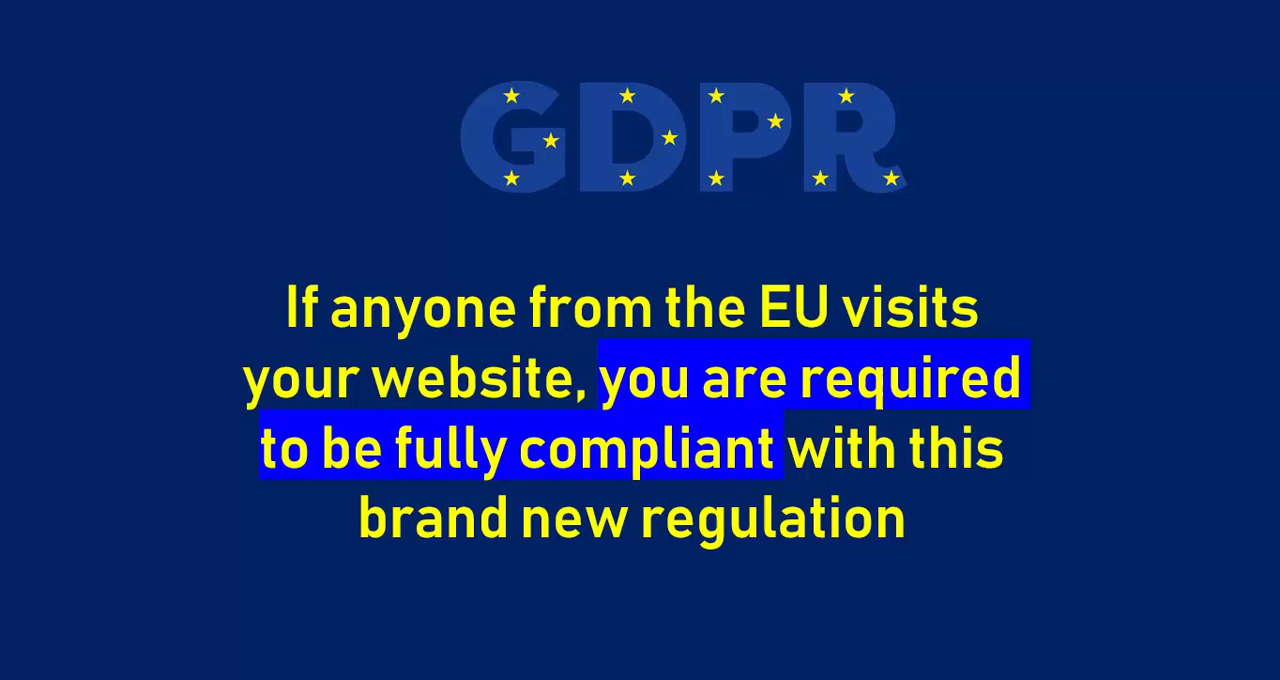 GDPR
If anyone from the EU visits
your website, you are required
to be fully compliant with this
brand new regulation